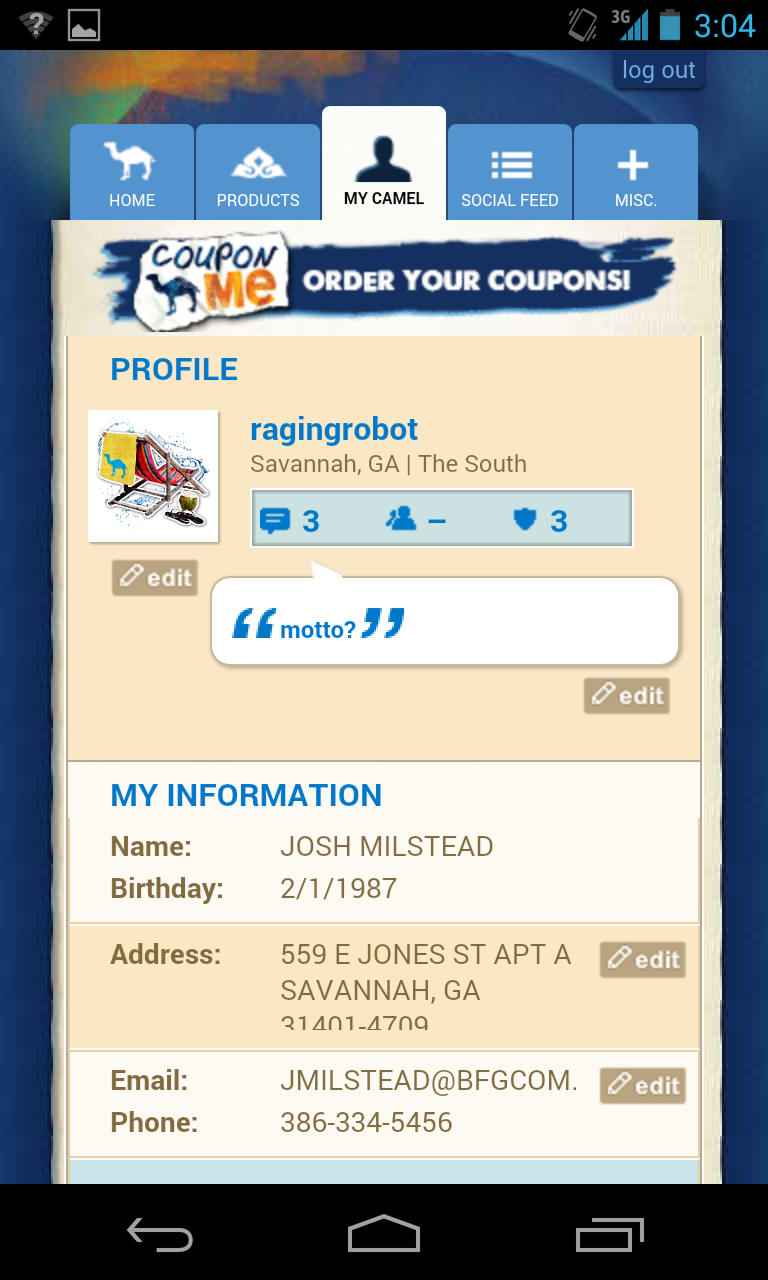 3G 3:04
log out
HOME PRODUCTS MY CAMEL SOCIAL FEED MISC.
COUPON
ME ORDER YOUR COUPONS!
PROFILE
ragingrobot
Savannah, GA | The South
3 – 3
edit
“ motto? ”
edit
MY INFORMATION
Name: JOSH MILSTEAD
Birthday: 2/1/1987
Address: 559 E JONES ST APT A edit
SAVANNAH, GA
31401-4709
Email: JMILSTEAD@BFGCOM. edit
Phone: 386-334-5456